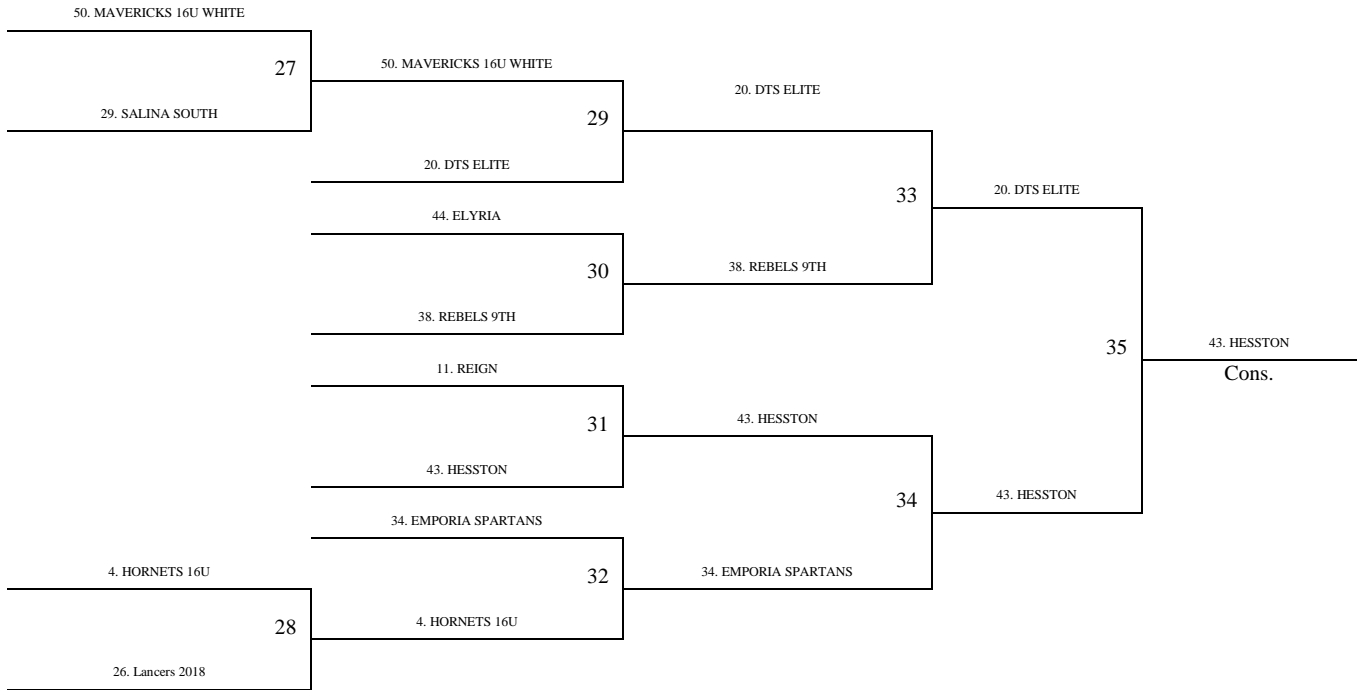 50. MAVERICKS 16U WHITE
27
29. SALINA SOUTH
50. MAVERICKS 16U WHITE
29
20. DTS ELITE
44. ELYRIA
30
38. REBELS 9TH
11. REIGN
31
43. HESSTON
34. EMPORIA SPARTANS
32
4. HORNETS 16U
4. HORNETS 16U
28
26. Lancers 2018
20. DTS ELITE
33
38. REBELS 9TH
43. HESSTON
34
34. EMPORIA SPARTANS
20. DTS ELITE
35
43. HESSTON
43. HESSTON
Cons.